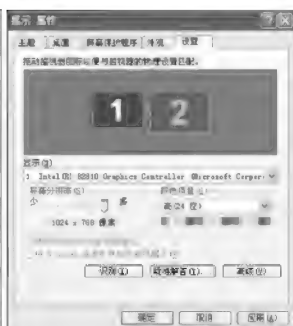 显示 属性
主题 桌面 屏幕保护程序 外观 设置
拖动监视器图标以便与监视器的物理设置匹配。
1 2
显示(D)
1. Intel(R) 82810 Graphics Controller (Microsoft Corpor
屏幕分辨率(S) 颜色质量(C)
少 多 高(24 位)
1024 x 768 像素
识别(I) 疑难解答(T) 高级(V)
确定 取消 应用(A)